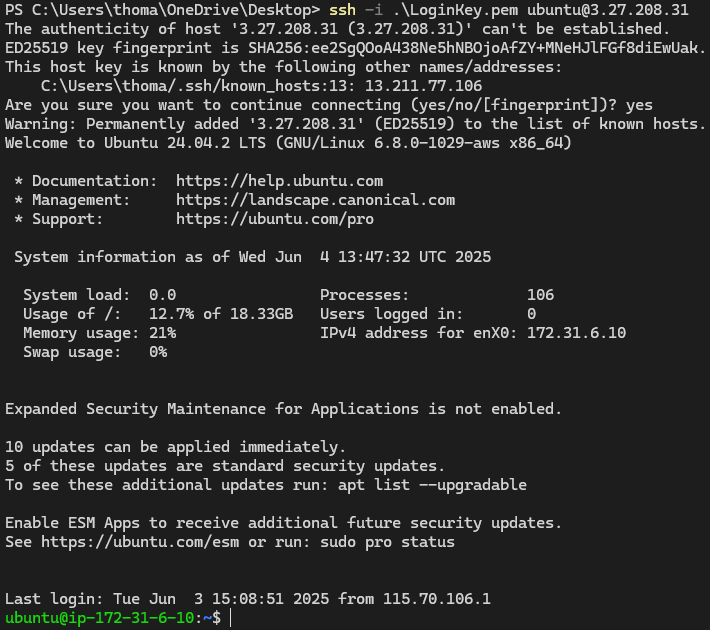 PS C:\Users\thoma\OneDrive\Desktop> ssh -i .\LoginKey.pem ubuntu@3.27.208.31
The authenticity of host '3.27.208.31 (3.27.208.31)' can't be established.
ED25519 key fingerprint is SHA256:ee2SgQOoA438Ne5hNBOjoAfZY+MNeHJlFGf8diEwUak.
This host key is known by the following other names/addresses:
    C:\Users\thoma/.ssh/known_hosts:13: 13.211.77.106
Are you sure you want to continue connecting (yes/no/[fingerprint])? yes
Warning: Permanently added '3.27.208.31' (ED25519) to the list of known hosts.
Welcome to Ubuntu 24.04.2 LTS (GNU/Linux 6.8.0-1029-aws x86_64)

 * Documentation:  https://help.ubuntu.com
 * Management:     https://landscape.canonical.com
 * Support:        https://ubuntu.com/pro

 System information as of Wed Jun  4 13:47:32 UTC 2025

  System load:  0.0                Processes:             106
  Usage of /:   12.7% of 18.33GB   Users logged in:       0
  Memory usage: 21%                IPv4 address for enX0: 172.31.6.10
  Swap usage:   0%


Expanded Security Maintenance for Applications is not enabled.

10 updates can be applied immediately.
5 of these updates are standard security updates.
To see these additional updates run: apt list --upgradable

Enable ESM Apps to receive additional future security updates.
See https://ubuntu.com/esm or run: sudo pro status


Last login: Tue Jun  3 15:08:51 2025 from 115.70.106.1
ubuntu@ip-172-31-6-10:~$